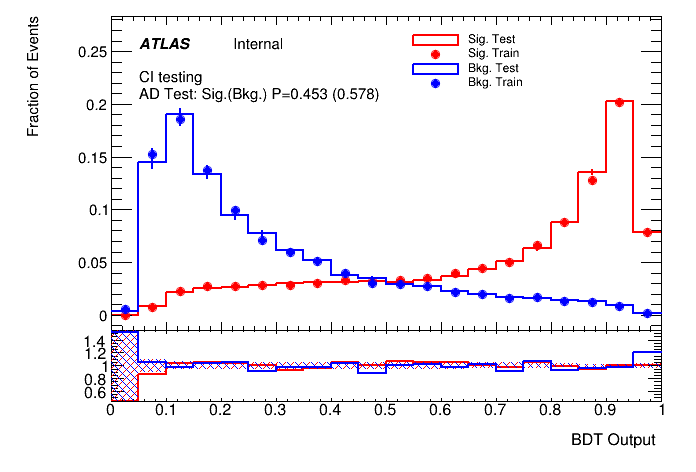 Fraction of Events
ATLAS Internal
CI testing
AD Test: Sig.(Bkg.) P=0.453 (0.578)
Sig. Test
Sig. Train
Bkg. Test
Bkg. Train
0.25
0.2
0.15
0.1
0.05
0
1.4
1.2
1
0.8
0.6
0 0.1 0.2 0.3 0.4 0.5 0.6 0.7 0.8 0.9 1
BDT Output